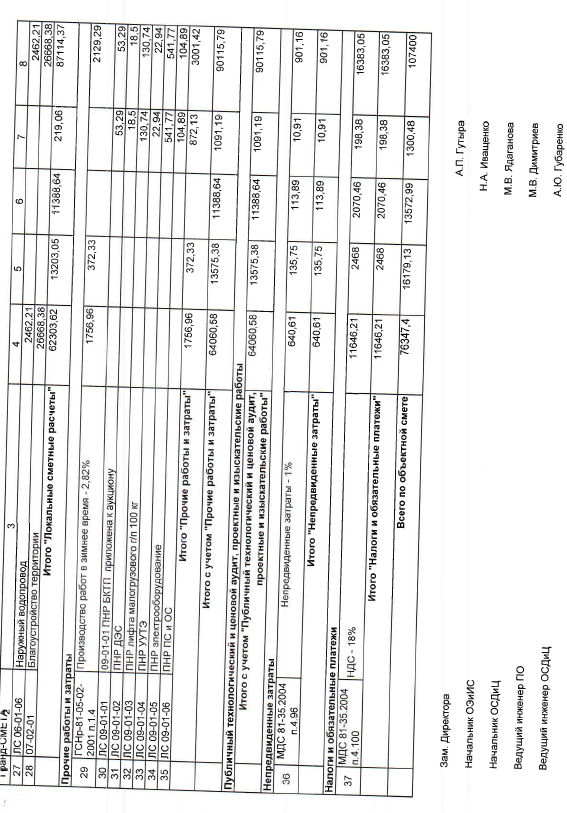 Гранд-СМЕТА
2 3 4 5 6 7 8
27 ЛС 06-01-06 Наружный водопровод 2462,21 2462,21
28 07-02-01 Благоустройство территории 26668,38 26668,38
Итого "Локальные сметные расчеты" 62303,62 13203,05 11388,64 219,06 87114,37
Прочие работы и затраты
29 ГСНр-81-05-02- Производство работ в зимнее время - 2,82% 1756,96 372,33 2129,29
2001 п.1.4
30 ЛС 09-01-01 09-01-01 ПНР БКТП приложена к аукциону
31 ЛС 09-01-02 ПНР ДЭС 53,29 53,29
32 ЛС 09-01-03 ПНР лифта малогрузового г/п 100 кг 18,5 18,5
33 ЛС 09-01-04 ПНР УУТЭ 130,74 130,74
34 ЛС 09-01-05 ПНР электрооборудование 22,94 22,94
35 ЛС 09-01-06 ПНР ПС и ОС 541,77 541,77
104,89 104,89
Итого "Прочие работы и затраты" 1756,96 372,33 872,13 3001,42
Итого с учетом "Прочие работы и затраты" 64060,58 13575,38 11388,64 1091,19 90115,79
Публичный технологический и ценовой аудит, проектные и изыскательские работы
Итого с учетом "Публичный технологический и ценовой аудит,
проектные и изыскательские работы" 64060,58 13575,38 11388,64 1091,19 90115,79
Непредвиденные затраты
36 МДС 81-35.2004 Непредвиденные затраты - 1% 640,61 135,75 113,89 10,91 901,16
п.4.96
Итого "Непредвиденные затраты" 640,61 135,75 113,89 10,91 901,16
Налоги и обязательные платежи
37 МДС 81-35.2004 НДС - 18% 11646,21 2468 2070,46 198,38 16383,05
п.4.100
Итого "Налоги и обязательные платежи" 11646,21 2468 2070,46 198,38 16383,05
Всего по объектной смете 76347,4 16179,13 13572,99 1300,48 107400
Зам. Директора А.П. Гутыра
Начальник ОЭиИС Н.А. Иващенко
Начальник ОСДиЦ М.В. Ядаганова
Ведущий инженер ПО М.В. Димитриев
Ведущий инженер ОСДиЦ А.Ю. Губаренко